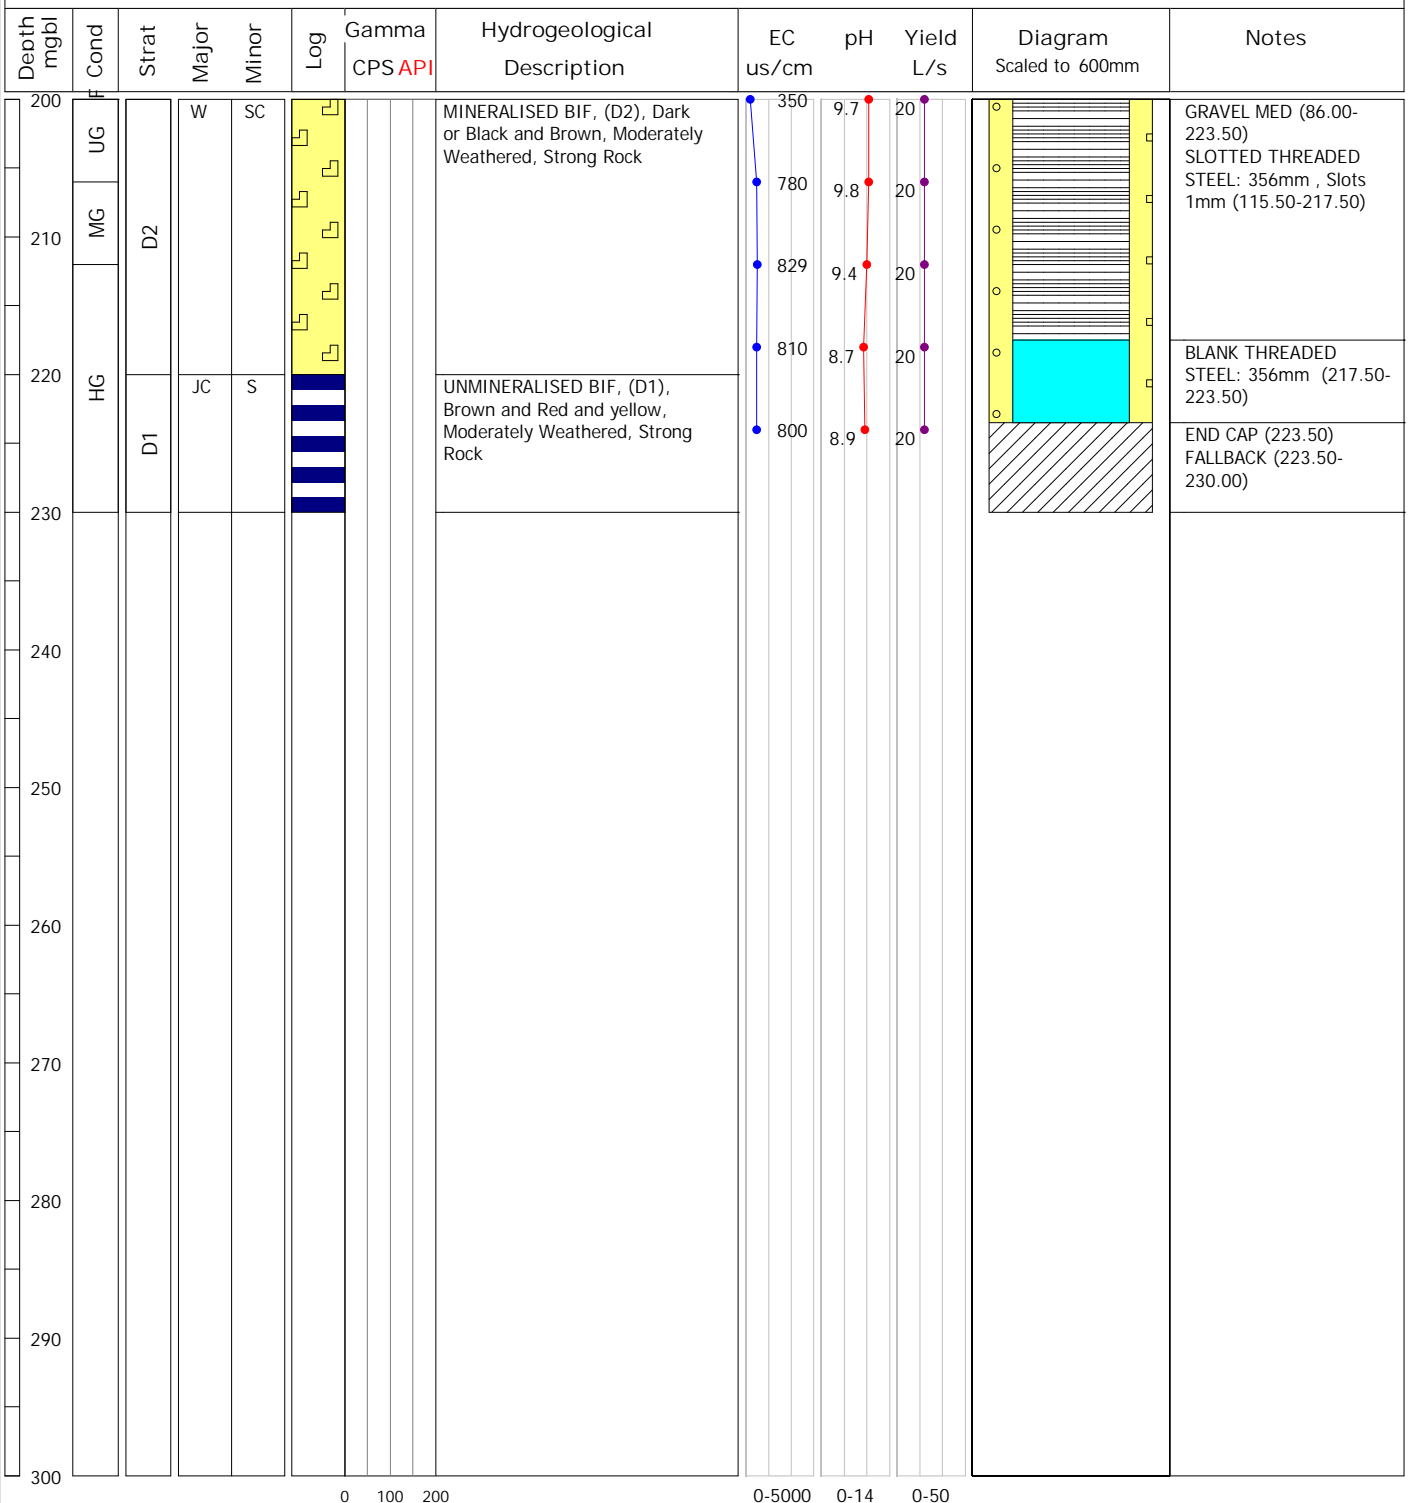 Depth mgbl
F Cond
Strat
Major
Minor
Log
Gamma
CPS API
Hydrogeological
Description
EC
us/cm
pH
Yield
L/s
Diagram
Scaled to 600mm
Notes
200
210
220
230
240
250
260
270
280
290
300
UG
MG
HG
D2
D1
W SC
JC S
MINERALISED BIF, (D2), Dark
or Black and Brown, Moderately
Weathered, Strong Rock
UNMINERALISED BIF, (D1),
Brown and Red and yellow,
Moderately Weathered, Strong
Rock
350 9.7 20
780 9.8 20
829 9.4 20
810 8.7 20
800 8.9 20
GRAVEL MED (86.00-
223.50)
SLOTTED THREADED
STEEL: 356mm , Slots
1mm (115.50-217.50)
BLANK THREADED
STEEL: 356mm (217.50-
223.50)
END CAP (223.50)
FALLBACK (223.50-
230.00)
0 100 200
0-5000 0-14 0-50